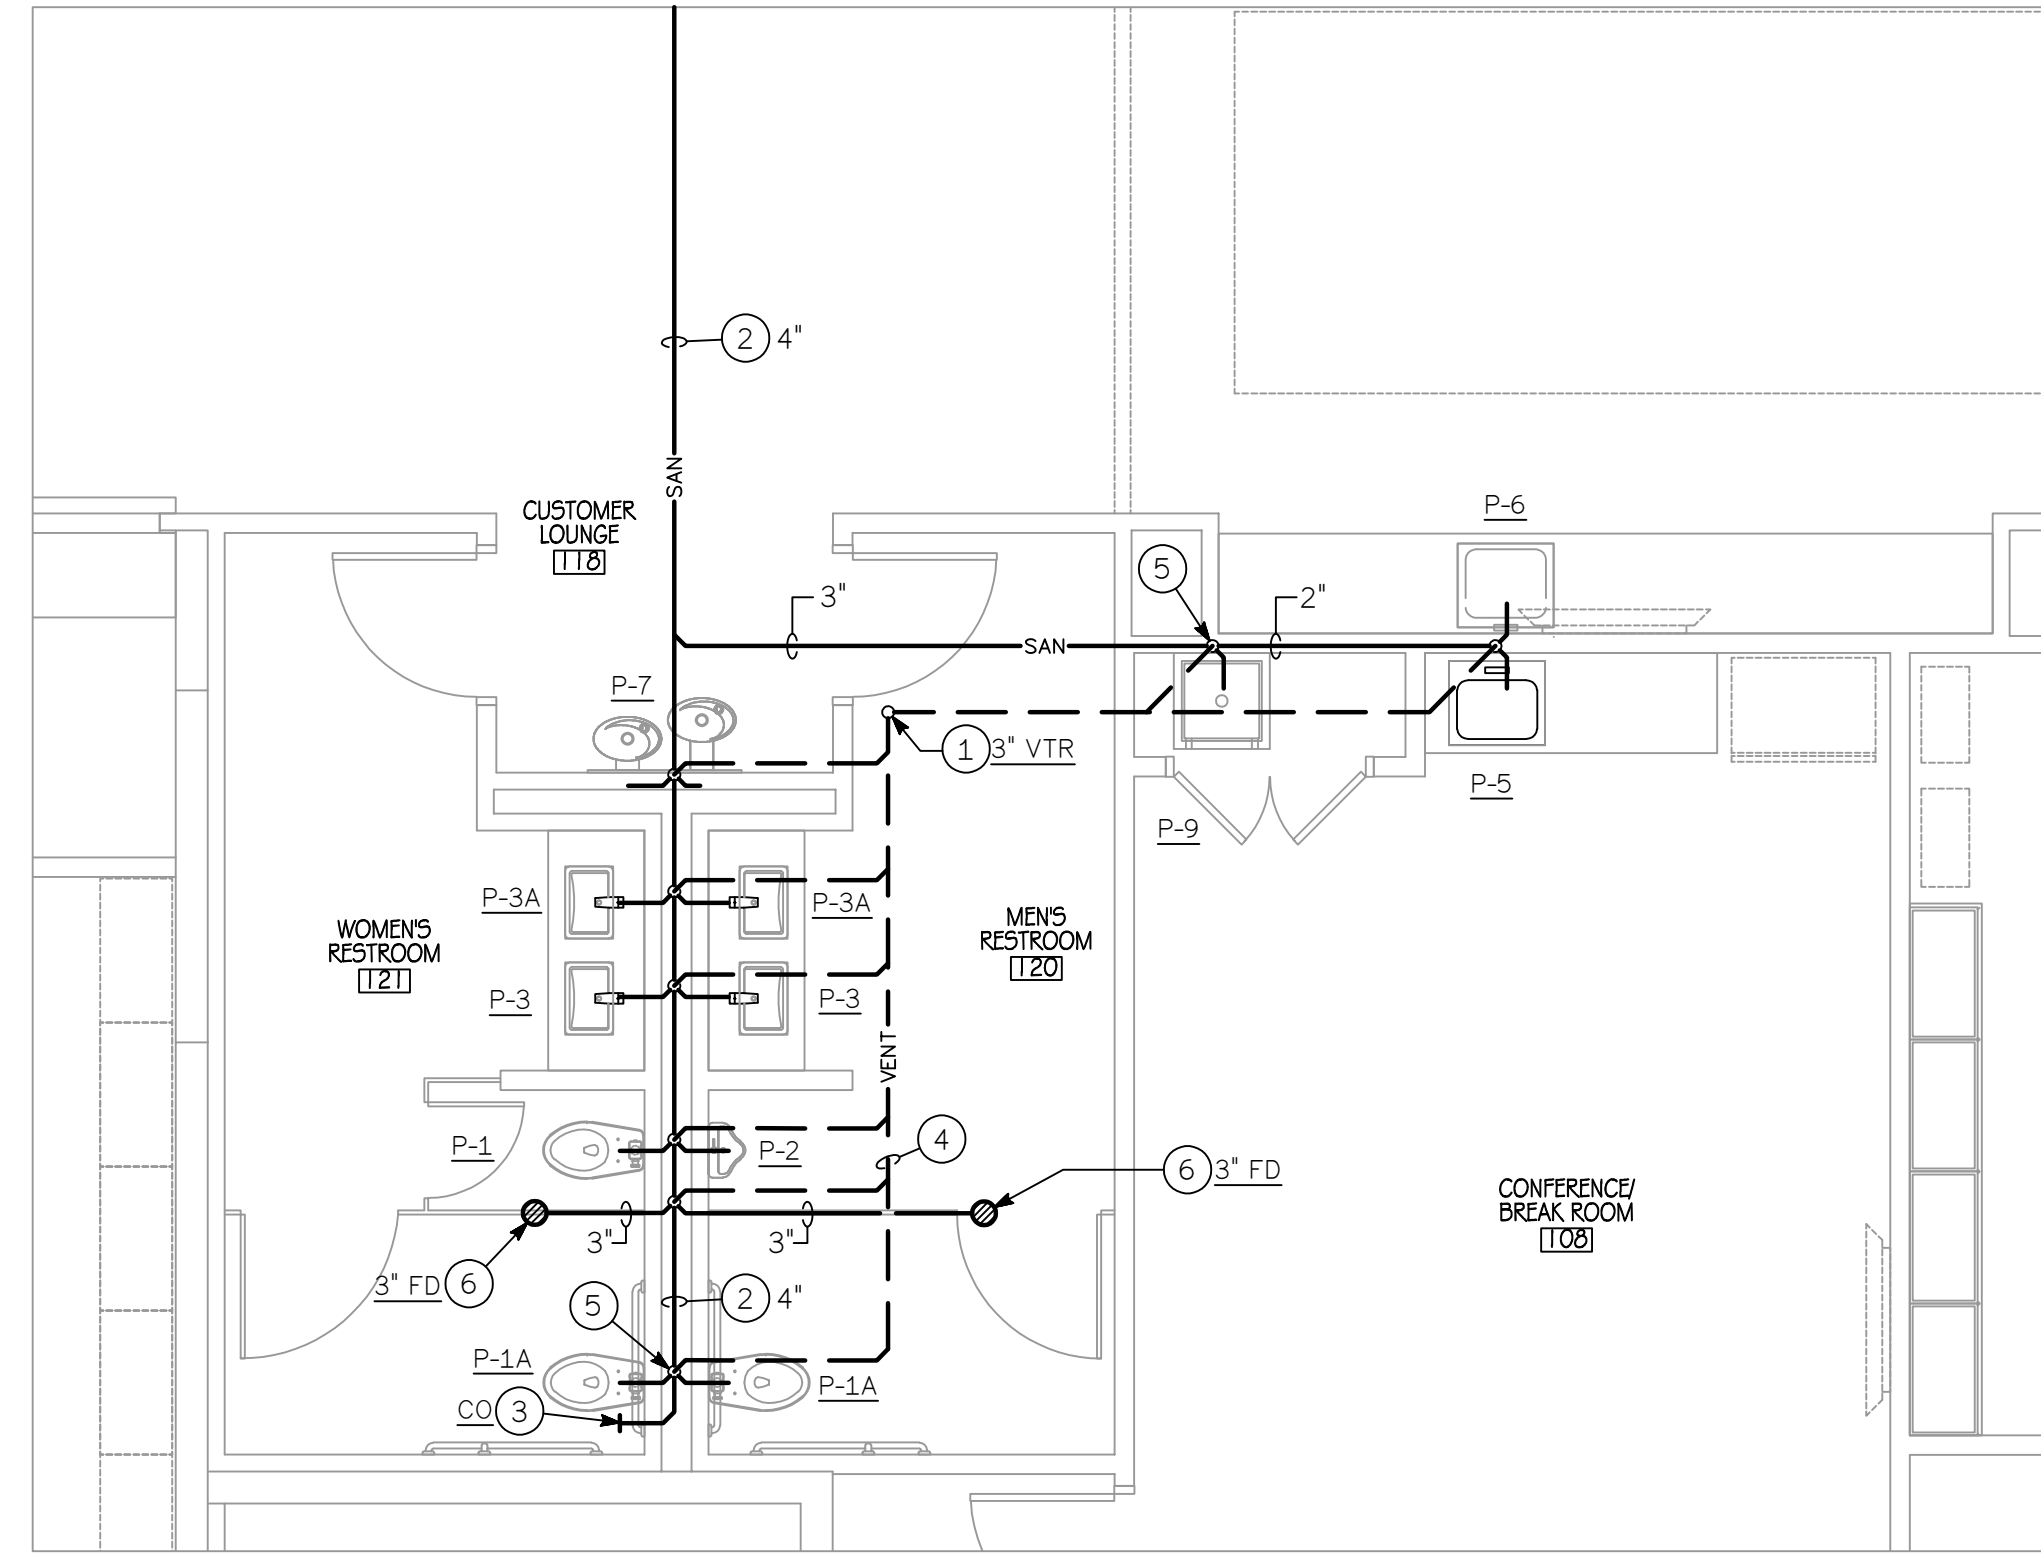 2 4"
SAN
P-6
CUSTOMER
LOUNGE
118
5
3"
2"
SAN
P-7
1 3" VTR
P-5
P-9
P-3A
P-3A
WOMEN'S
RESTROOM
121
MEN'S
RESTROOM
120
P-3
P-3
VENT
P-1
P-2
4
6 3" FD
CONFERENCE/
BREAK ROOM
108
3"
3"
3" FD 6
5
2 4"
P-1A
P-1A
CO 3